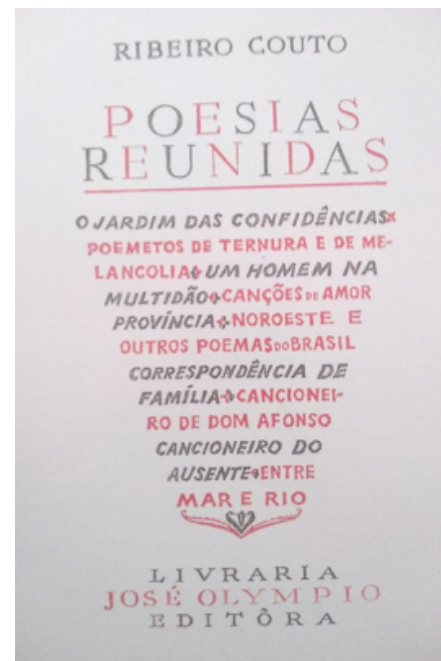 RIBEIRO COUTO
POESIAS
REUNIDAS
O JARDIM DAS CONFIDÊNCIAS
POEMETOS DE TERNURA E DE ME-
LANCOLIA UM HOMEM NA
MULTIDÃO CANÇÕES DE AMOR
PROVÍNCIA NOROESTE E
OUTROS POEMAS DO BRASIL
CORRESPONDÊNCIA DE
FAMÍLIA CANCIONEI-
RO DE DOM AFONSO
CANCIONEIRO DO
AUSENTE ENTRE
MAR E RIO
LIVRARIA
JOSÉ OLYMPIO
EDITÔRA